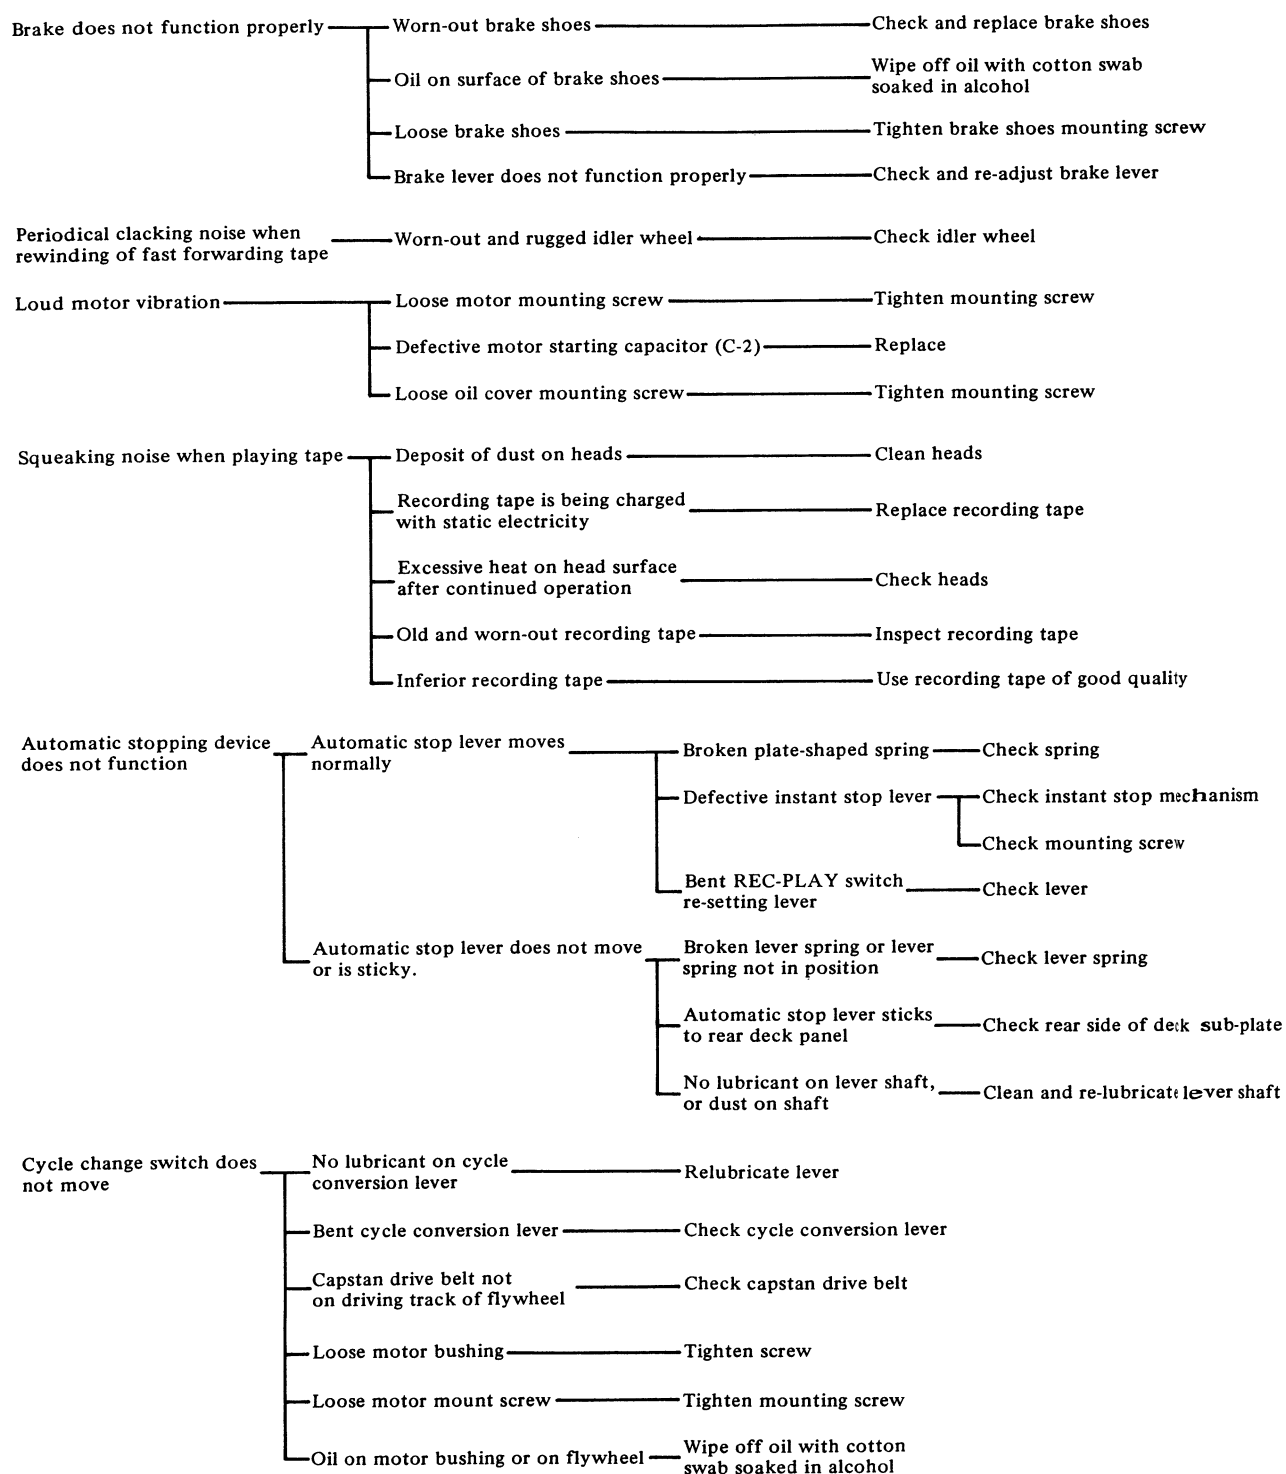 Brake does not function properly
Worn-out brake shoes
Check and replace brake shoes
Oil on surface of brake shoes
Wipe off oil with cotton swab
soaked in alcohol
Loose brake shoes
Tighten brake shoes mounting screw
Brake lever does not function properly
Check and re-adjust brake lever
Periodical clacking noise when
rewinding of fast forwarding tape
Worn-out and rugged idler wheel
Check idler wheel
Loud motor vibration
Loose motor mounting screw
Tighten mounting screw
Defective motor starting capacitor (C-2)
Replace
Loose oil cover mounting screw
Tighten mounting screw
Squeaking noise when playing tape
Deposit of dust on heads
Clean heads
Recording tape is being charged
with static electricity
Replace recording tape
Excessive heat on head surface
after continued operation
Check heads
Old and worn-out recording tape
Inspect recording tape
Inferior recording tape
Use recording tape of good quality
Automatic stopping device
does not function
Automatic stop lever moves
normally
Broken plate-shaped spring
Check spring
Defective instant stop lever
Check instant stop mechanism
Check mounting screw
Bent REC-PLAY switch
re-setting lever
Check lever
Automatic stop lever does not move
or is sticky.
Broken lever spring or lever
spring not in position
Check lever spring
Automatic stop lever sticks
to rear deck panel
Check rear side of deck sub-plate
No lubricant on lever shaft,
or dust on shaft
Clean and re-lubricate lever shaft
Cycle change switch does
not move
No lubricant on cycle
conversion lever
Relubricate lever
Bent cycle conversion lever
Check cycle conversion lever
Capstan drive belt not
on driving track of flywheel
Check capstan drive belt
Loose motor bushing
Tighten screw
Loose motor mount screw
Tighten mounting screw
Oil on motor bushing or on flywheel
Wipe off oil with cotton
swab soaked in alcohol